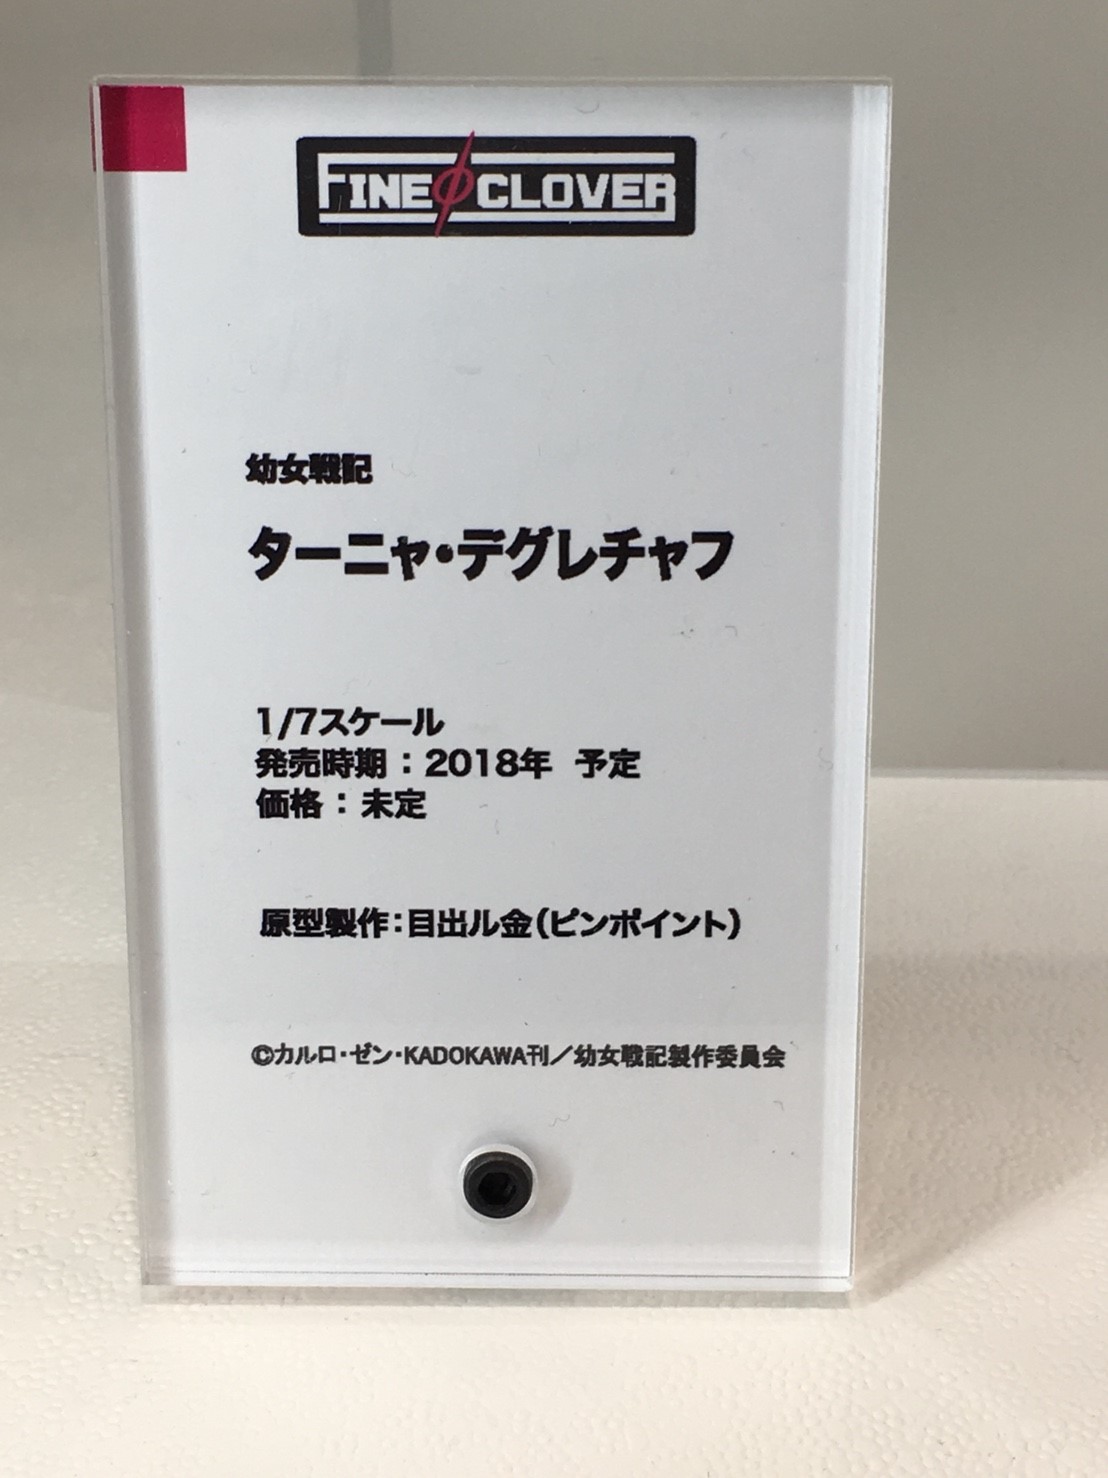 FINE CLOVER
幼女戦記
ターニャ・デグレチャフ
1/7スケール
発売時期：2018年 予定
価格：未定
原型製作：目出ル金（ピンポイント）
©カルロ・ゼン・KADOKAWA刊／幼女戦記製作委員会